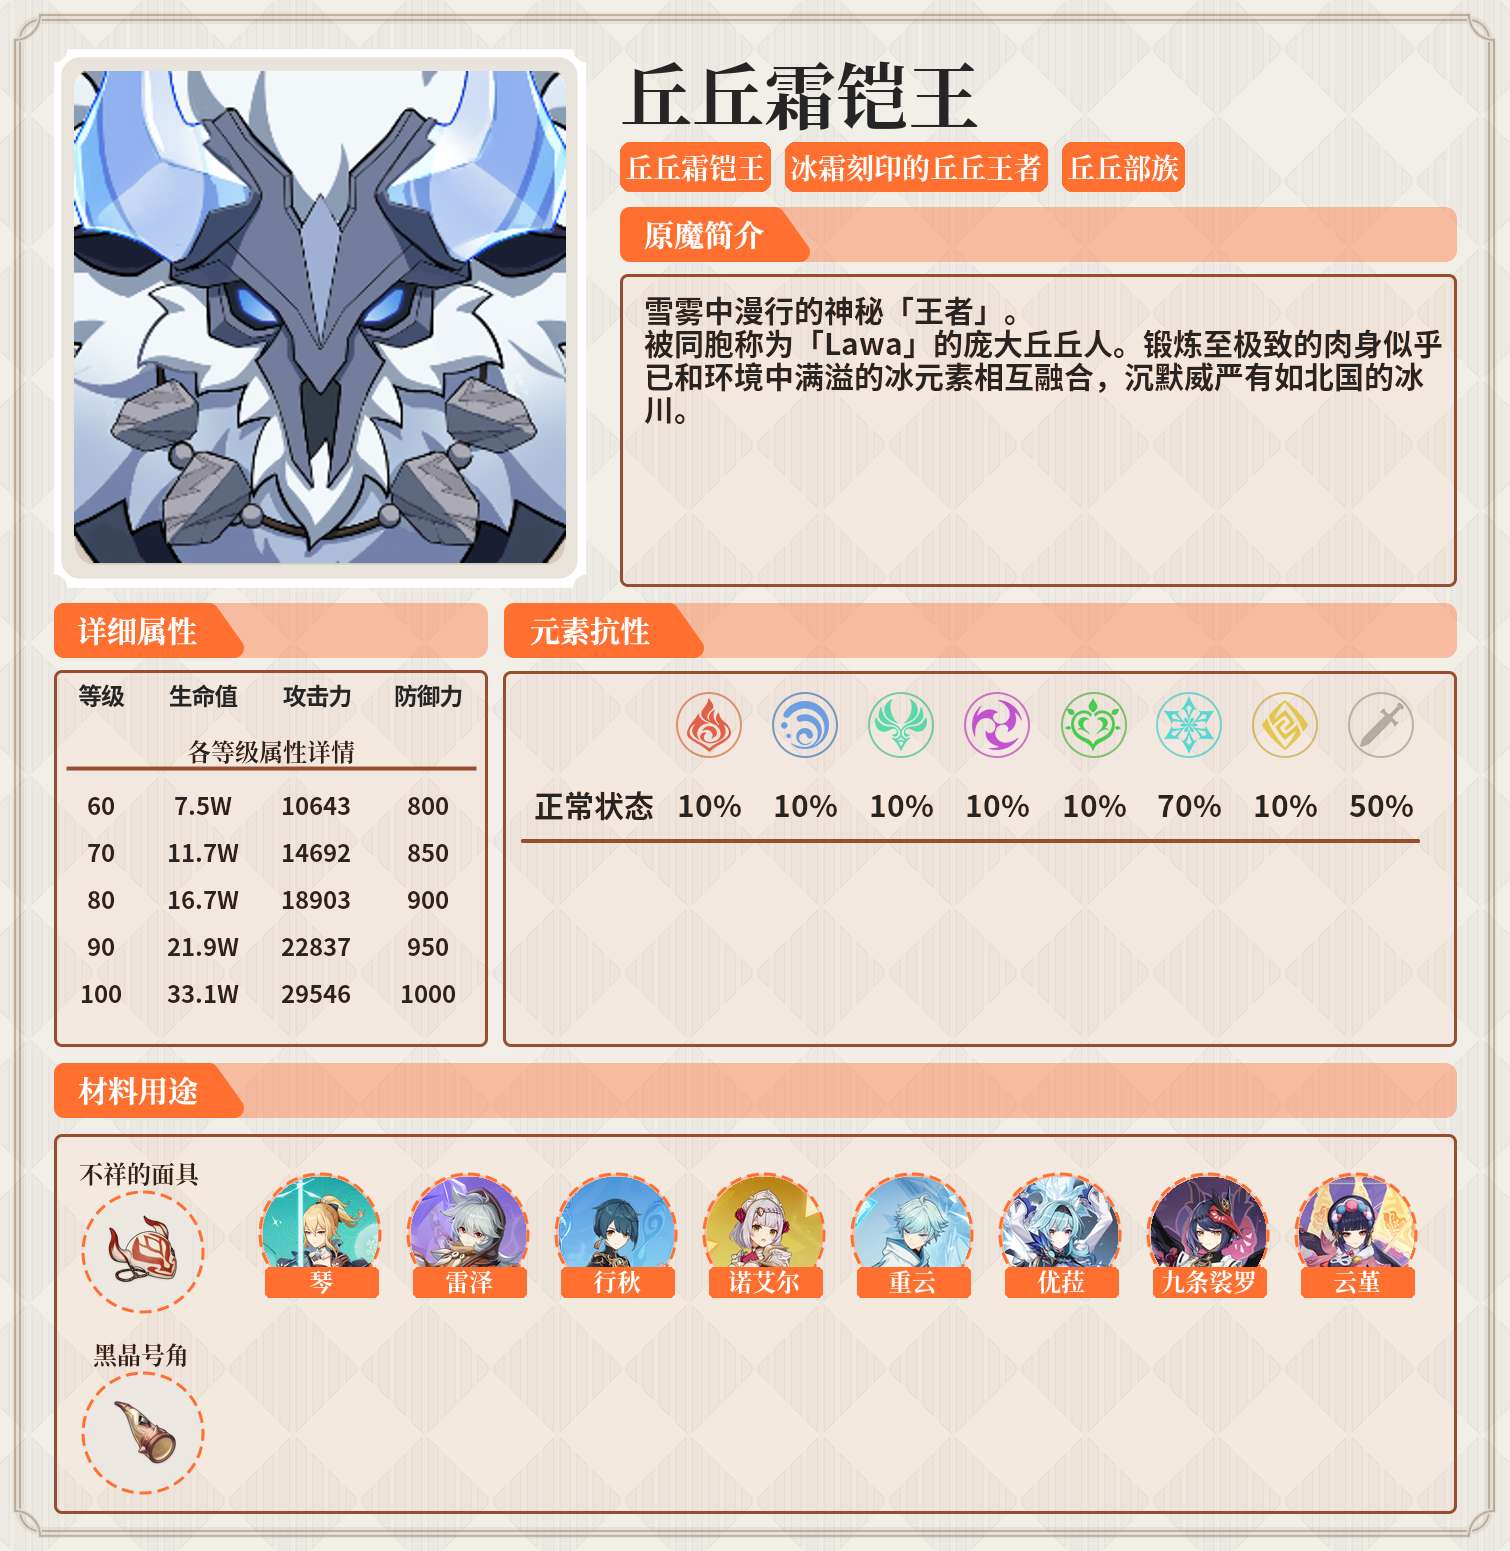 丘丘霜铠王
丘丘霜铠王 冰霜刻印的丘丘王者 丘丘部族
原魔简介
雪雾中漫行的神秘「王者」。
被同胞称为「Lawa」的庞大丘丘人。锻炼至极致的肉身似乎
已和环境中满溢的冰元素相互融合，沉默威严有如北国的冰
川。
详细属性
等级 生命值 攻击力 防御力
各等级属性详情
60 7.5W 10643 800
70 11.7W 14692 850
80 16.7W 18903 900
90 21.9W 22837 950
100 33.1W 29546 1000
元素抗性
正常状态 10% 10% 10% 10% 10% 70% 10% 50%
材料用途
不祥的面具
琴 雷泽 行秋 诺艾尔 重云 优菈 九条裟罗 云堇
黑晶号角